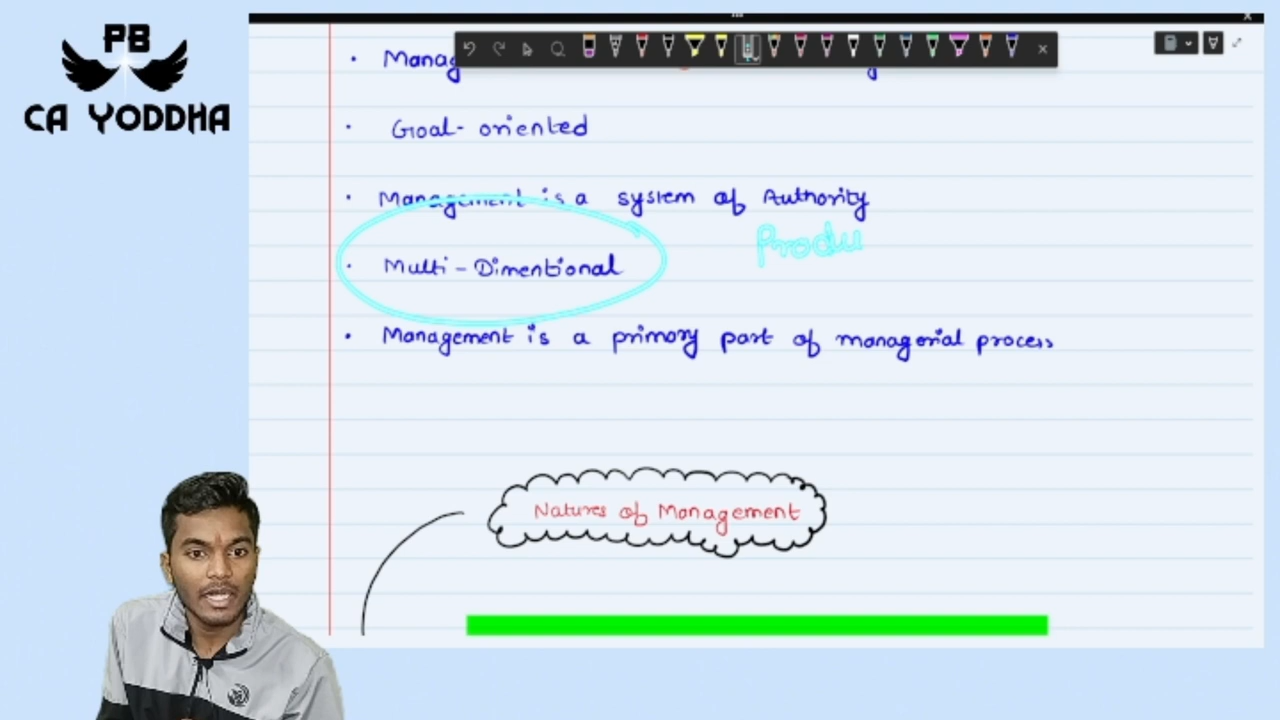 PB
CA YODDHA
• Manag
• Goal-oriented
• Management is a system of Authority
Produ
• Multi-Dimentional
• Management is a primary part of managerial process
Natures of Management